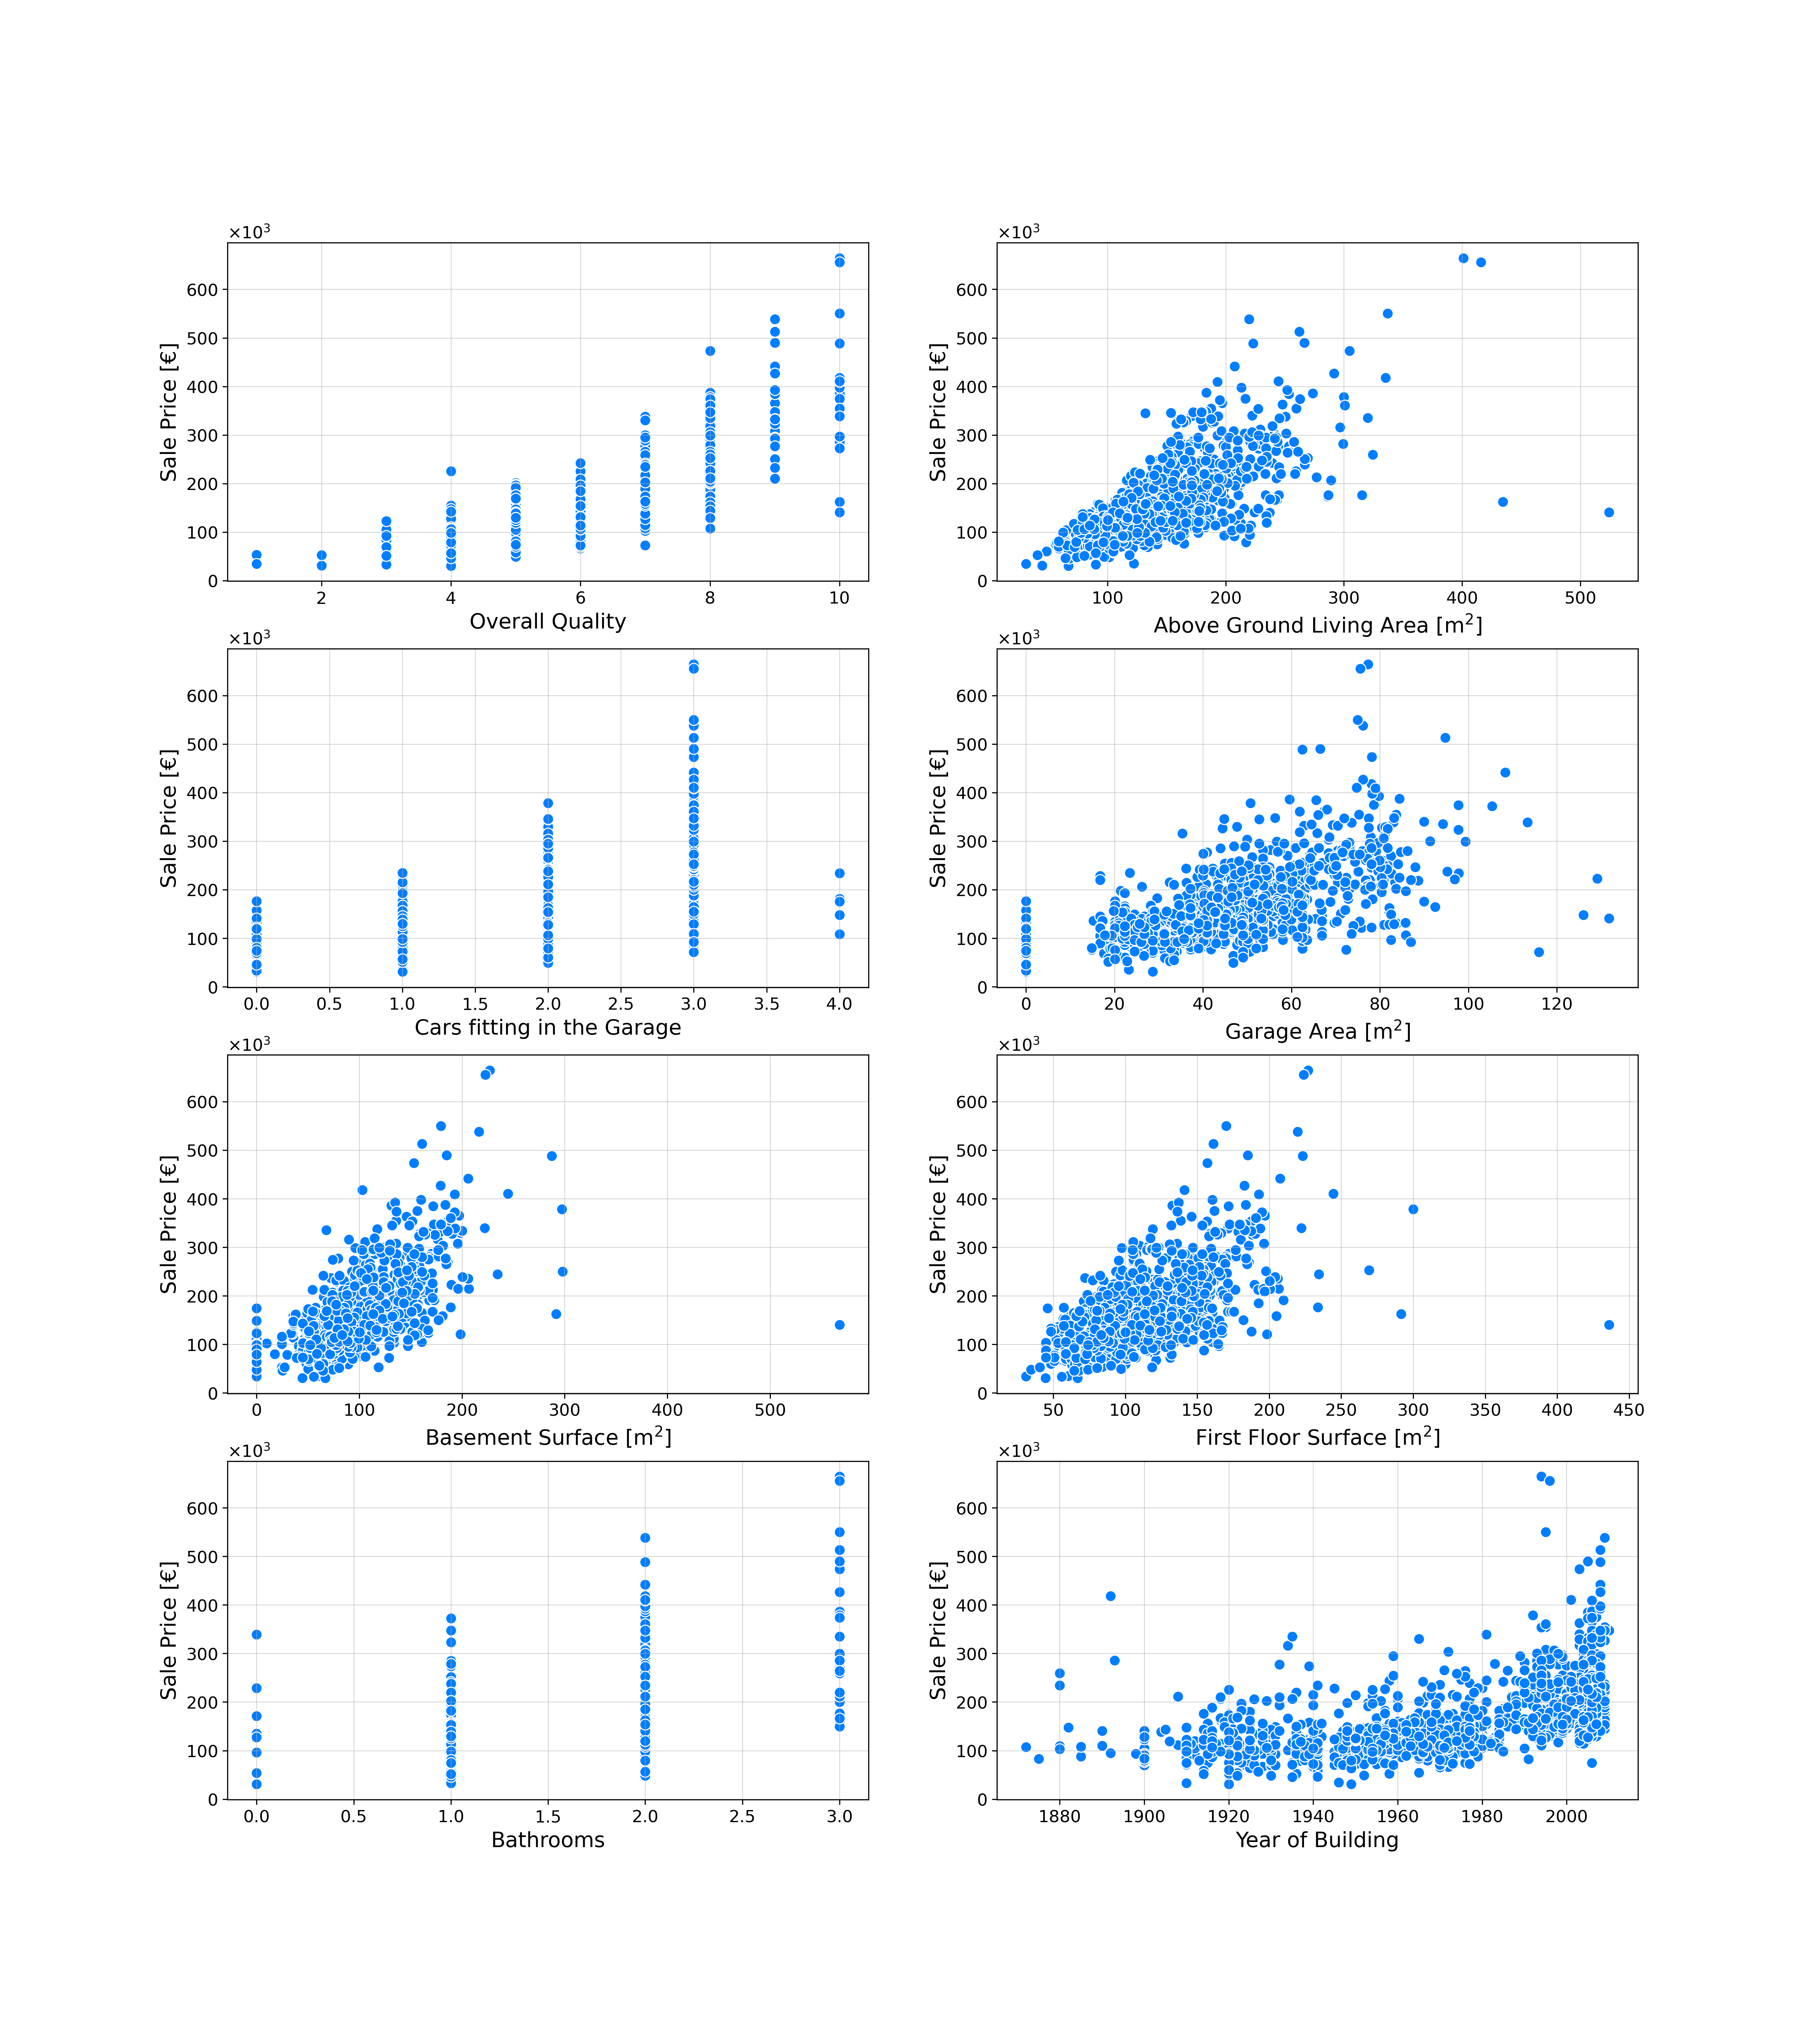 ×10³ ×10³
Sale Price [€] Sale Price [€]
600 600
500 500
400 400
300 300
200 200
100 100
0 0
2 4 6 8 10 100 200 300 400 500
Overall Quality Above Ground Living Area [m²]
×10³ ×10³
Sale Price [€] Sale Price [€]
600 600
500 500
400 400
300 300
200 200
100 100
0 0
0.0 0.5 1.0 1.5 2.0 2.5 3.0 3.5 4.0 0 20 40 60 80 100 120
Cars fitting in the Garage Garage Area [m²]
×10³ ×10³
Sale Price [€] Sale Price [€]
600 600
500 500
400 400
300 300
200 200
100 100
0 0
0 100 200 300 400 500 50 100 150 200 250 300 350 400 450
Basement Surface [m²] First Floor Surface [m²]
×10³ ×10³
Sale Price [€] Sale Price [€]
600 600
500 500
400 400
300 300
200 200
100 100
0 0
0.0 0.5 1.0 1.5 2.0 2.5 3.0 1880 1900 1920 1940 1960 1980 2000
Bathrooms Year of Building